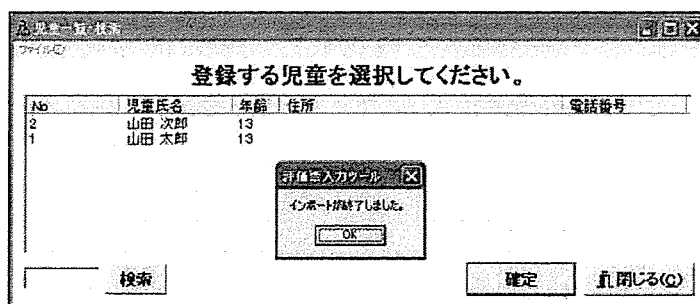 児童一覧・検索
ファイル(F)
登録する児童を選択してください。
No 児童氏名 年齢 住所 電話番号
2 山田 次郎 13
1 山田 太郎 13
評価票入力ツール
インポートが終了しました。
OK
検索 確定 閉じる(C)